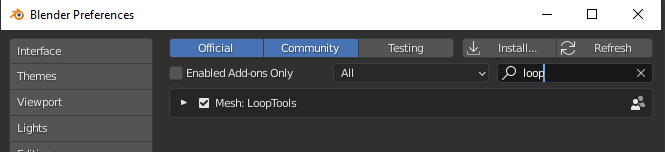 Blender Preferences
Interface
Themes
Viewport
Lights
Official Community Testing Install... Refresh
Enabled Add-ons Only All loop
Mesh: LoopTools